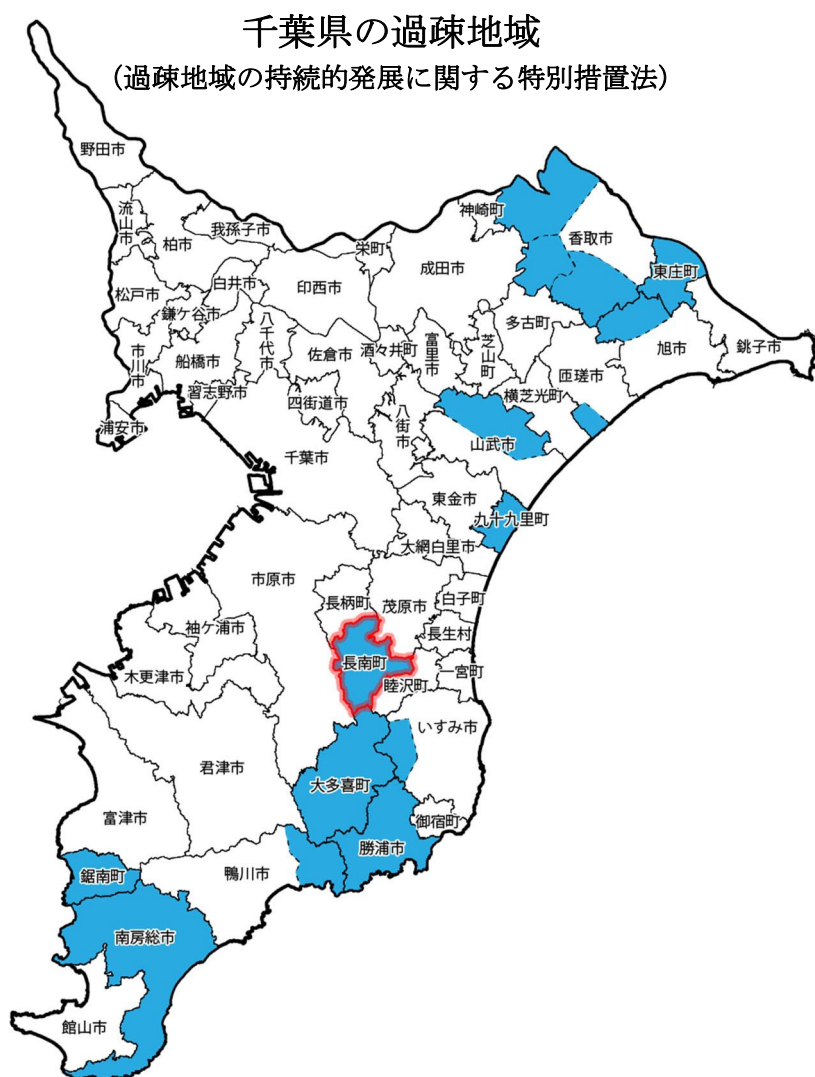 千葉県の過疎地域
(過疎地域の持続的発展に関する特別措置法)
野田市
流山市
柏市
我孫子市
栄町
神崎町
香取市
東庄町
松戸市
鎌ケ谷市
白井市
印西市
成田市
市川市
船橋市
八千代市
佐倉市
酒々井町
富里市
芝山町
多古町
匝瑳市
旭市
銚子市
浦安市
習志野市
四街道市
八街市
横芝光町
山武市
千葉市
東金市
九十九里町
大網白里市
市原市
長柄町
茂原市
白子町
長生村
袖ケ浦市
木更津市
長南町
睦沢町
一宮町
いすみ市
君津市
大多喜町
御宿町
富津市
勝浦市
鋸南町
鴨川市
南房総市
館山市